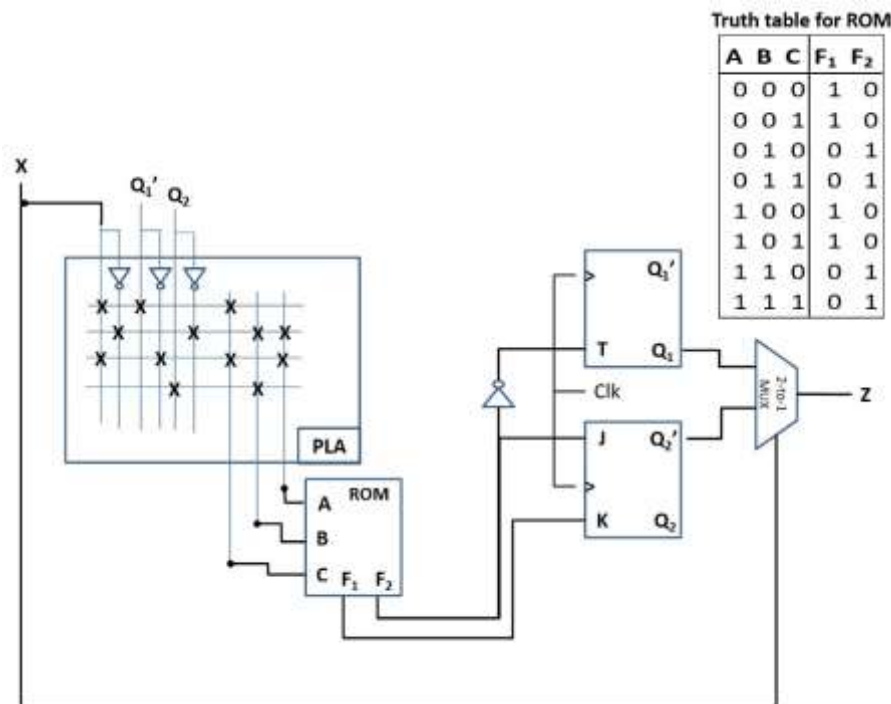 Truth table for ROM
A B C F₁ F₂
0 0 0 1 0
0 0 1 1 0
0 1 0 0 1
0 1 1 0 1
1 0 0 1 0
1 0 1 1 0
1 1 0 0 1
1 1 1 0 1
X
Q₁'
Q₂
X X X
X X X X
X X X X
X X
PLA
ROM
A
B
C F₁ F₂
Q₁'
T Q₁
Clk
J Q₂'
K Q₂
2-to-1
MUX
Z